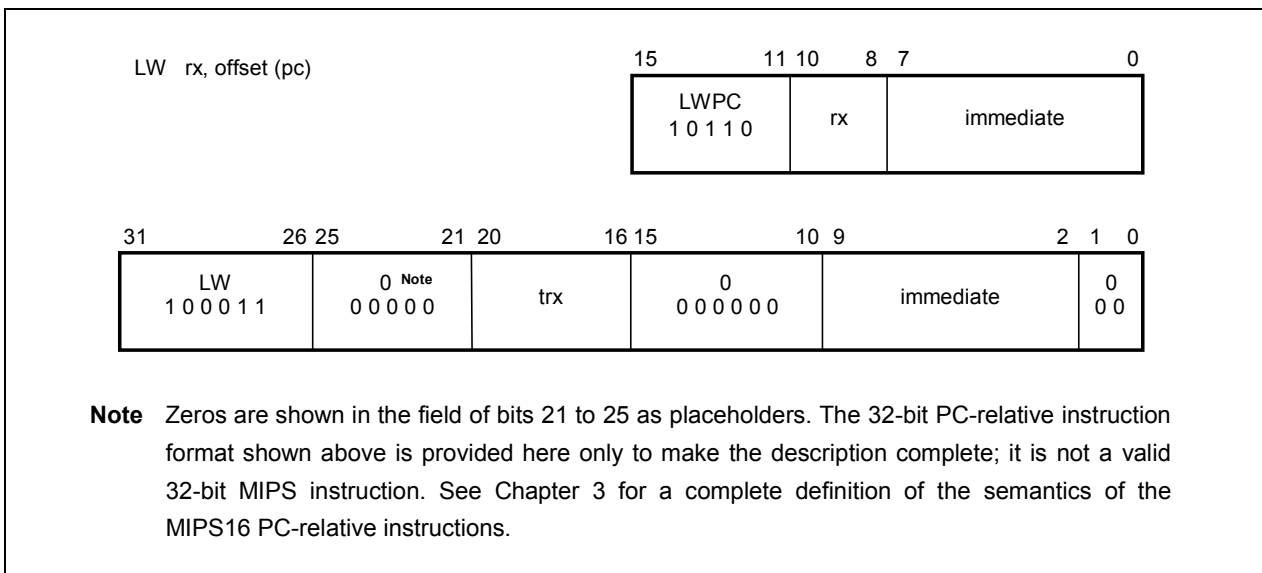 LW rx, offset (pc)
15 11 10 8 7 0
LWPC rx immediate
1 0 1 1 0
31 26 25 21 20 16 15 10 9 2 1 0
LW 0 Note trx 0 immediate 0
1 0 0 0 1 1 0 0 0 0 0 0 0 0 0 0 0 0 0
Note Zeros are shown in the field of bits 21 to 25 as placeholders. The 32-bit PC-relative instruction
format shown above is provided here only to make the description complete; it is not a valid
32-bit MIPS instruction. See Chapter 3 for a complete definition of the semantics of the
MIPS16 PC-relative instructions.